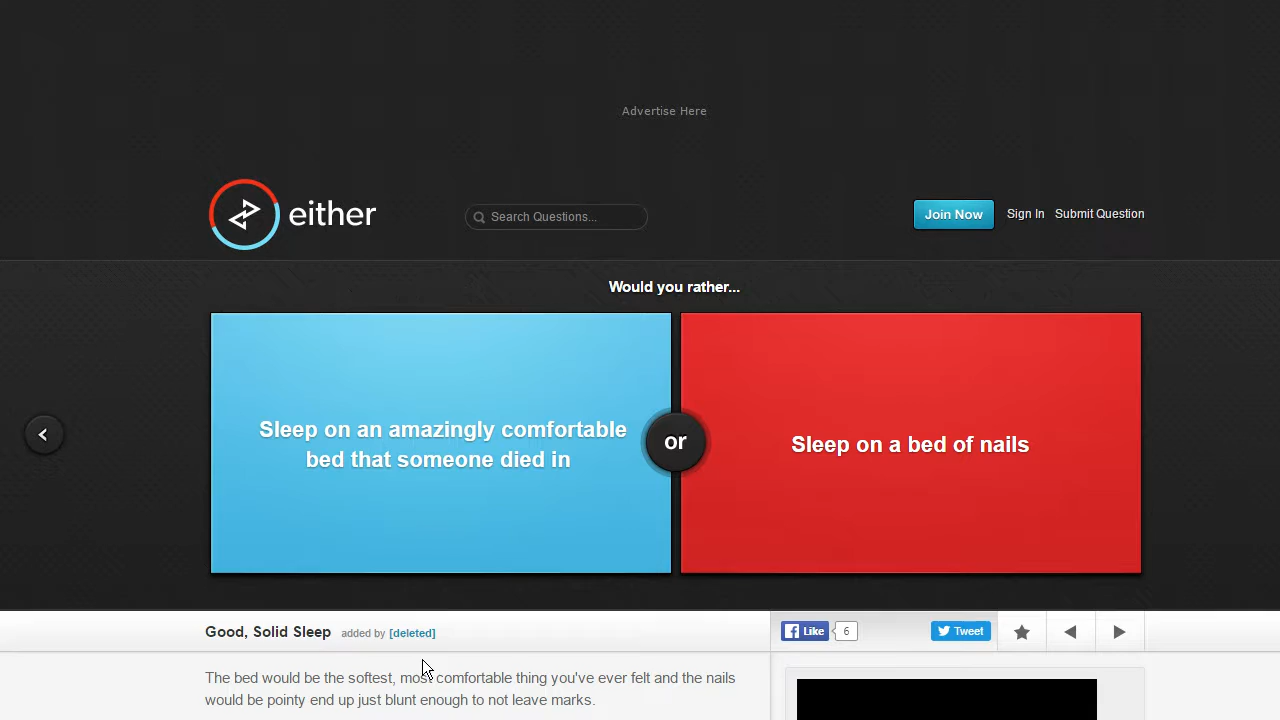 Advertise Here
either
Search Questions...
Join Now
Sign In
Submit Question
Would you rather...
Sleep on an amazingly comfortable
bed that someone died in
or
Sleep on a bed of nails
Good, Solid Sleep added by [deleted]
Like
6
Tweet
The bed would be the softest, most comfortable thing you've ever felt and the nails
would be pointy end up just blunt enough to not leave marks.